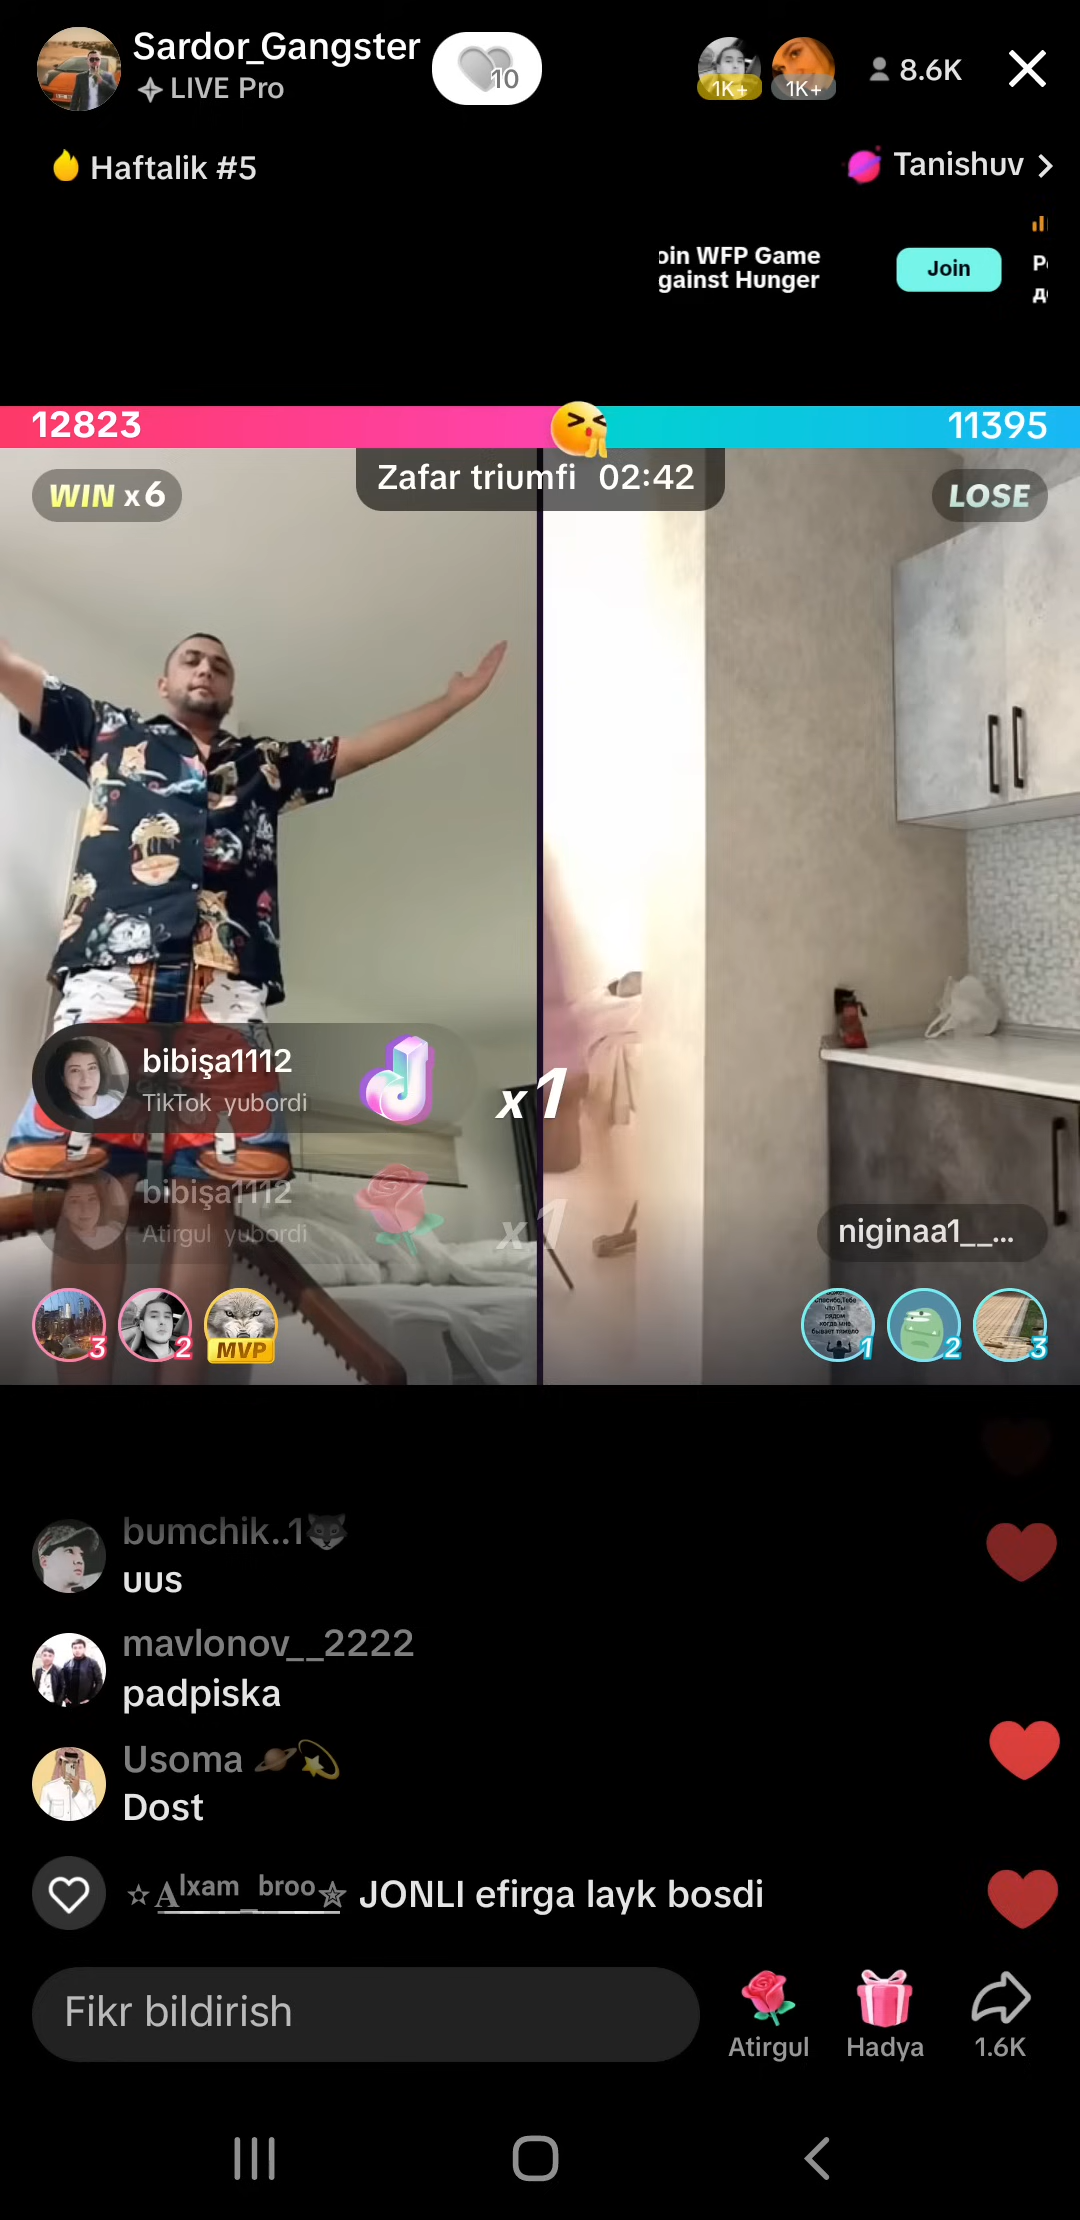 Sardor_Gangster
LIVE Pro
10
1K+
1K+
8.6K
Haftalik #5
Tanishuv
oin WFP Game
gainst Hunger
Join
12823
11395
Zafar triumfi 02:42
WIN x6
LOSE
bibişa1112
TikTok yubordi
x1
bibişa1112
Atirgul yubordi
x1
niginaa1__...
3
2
MVP
1
2
3
bumchik..1
uus
mavlonov__2222
padpiska
Usoma
Dost
☆Alxam_broo☆ JONLI efirga layk bosdi
Fikr bildirish
Atirgul
Hadya
1.6K